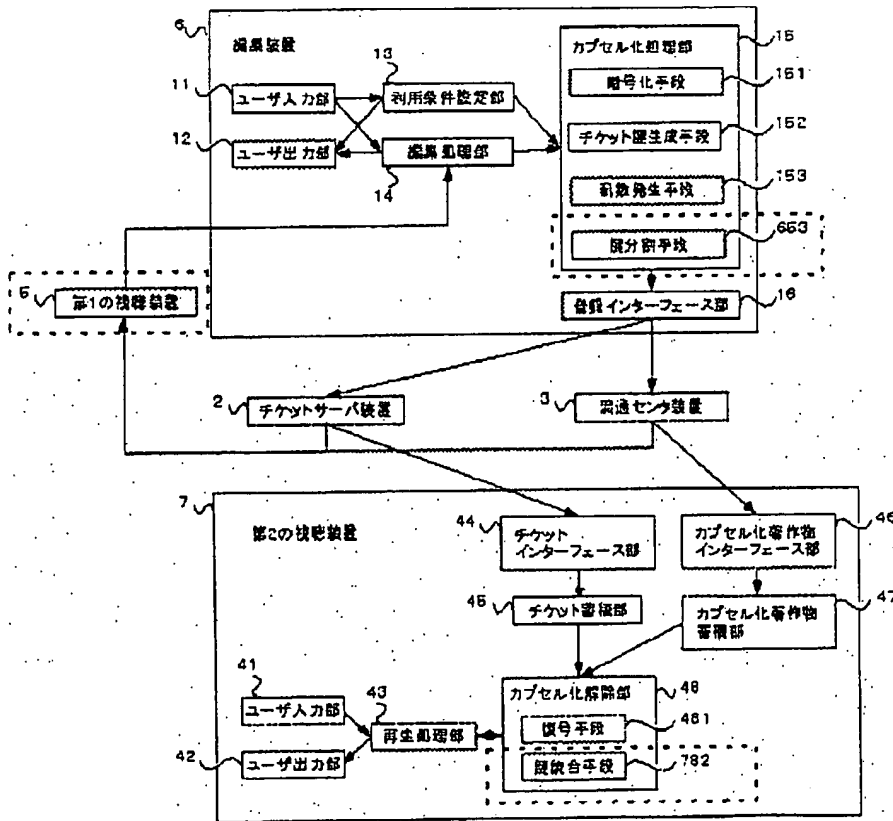 6
編集装置
11
ユーザ入力部
12
ユーザ出力部
13
利用条件設定部
編集処理部
14
カプセル化処理部
15
暗号化手段
151
チケット鍵生成手段
152
乱数発生手段
153
鍵分割手段
653
登録インターフェース部
16
5
第1の視聴装置
2
チケットサーバ装置
3
流通センタ装置
7
第2の視聴装置
44
チケット
インターフェース部
カプセル化著作物
インターフェース部
46
45
チケット蓄積部
カプセル化著作物
蓄積部
47
41
ユーザ入力部
42
ユーザ出力部
43
再生処理部
カプセル化解除部
48
復号手段
481
鍵統合手段
782